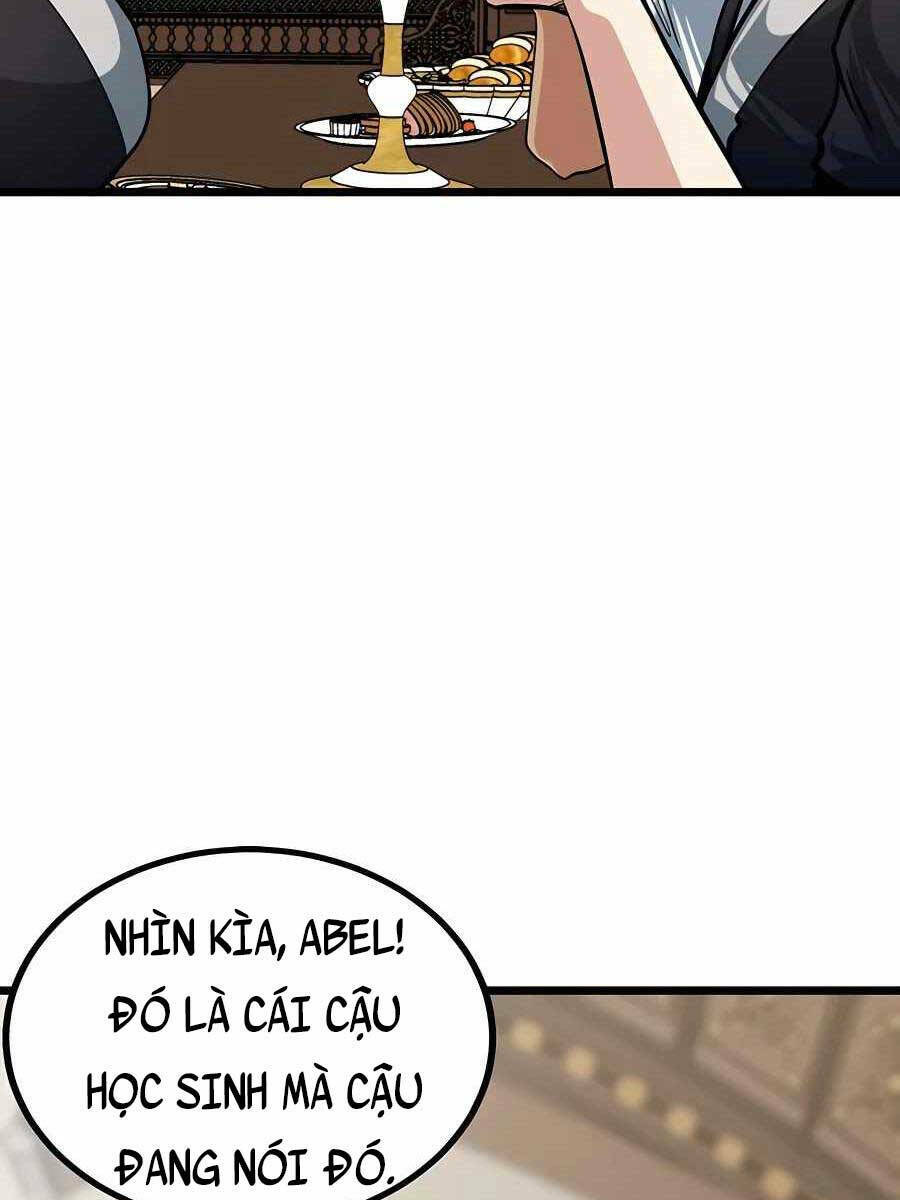 NHÌN KÌA, ABEL!
ĐÓ LÀ CÁI CẬU
HỌC SINH MÀ CẬU
ĐANG NÓI ĐÓ.